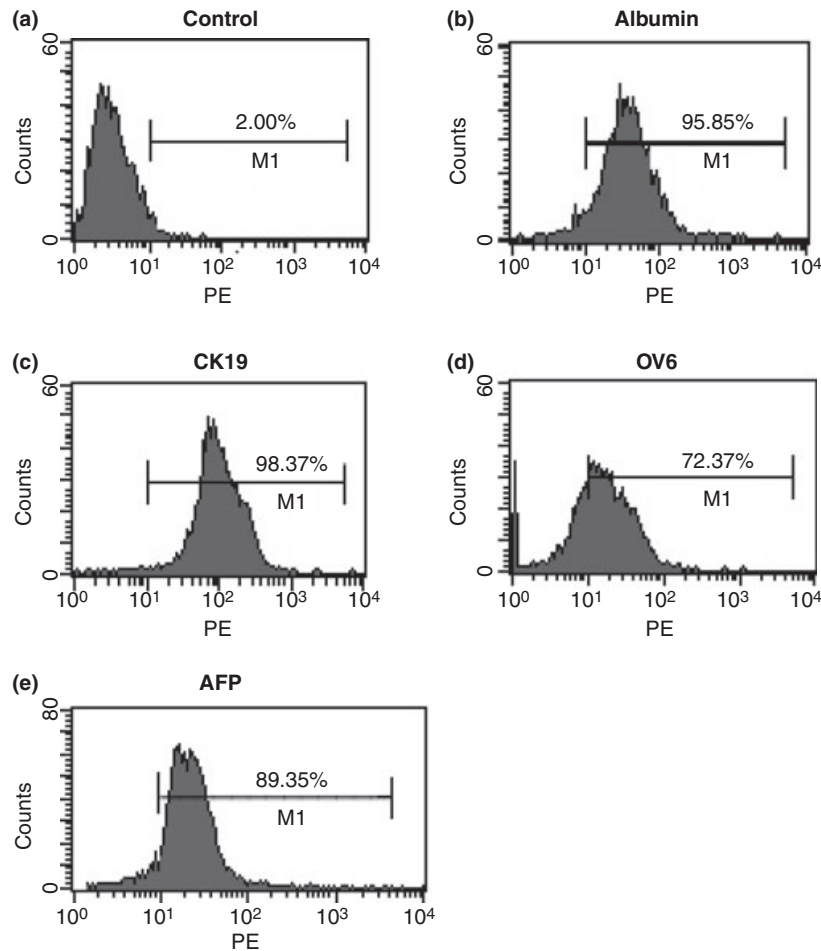 (a) Control
60
Counts
2.00%
M1
0
10⁰ 10¹ 10² 10³ 10⁴
PE
(b) Albumin
60
Counts
95.85%
M1
0
10⁰ 10¹ 10² 10³ 10⁴
PE
(c) CK19
60
Counts
98.37%
M1
0
10⁰ 10¹ 10² 10³ 10⁴
PE
(d) OV6
60
Counts
72.37%
M1
0
10⁰ 10¹ 10² 10³ 10⁴
PE
(e) AFP
80
Counts
89.35%
M1
0
10⁰ 10¹ 10² 10³ 10⁴
PE